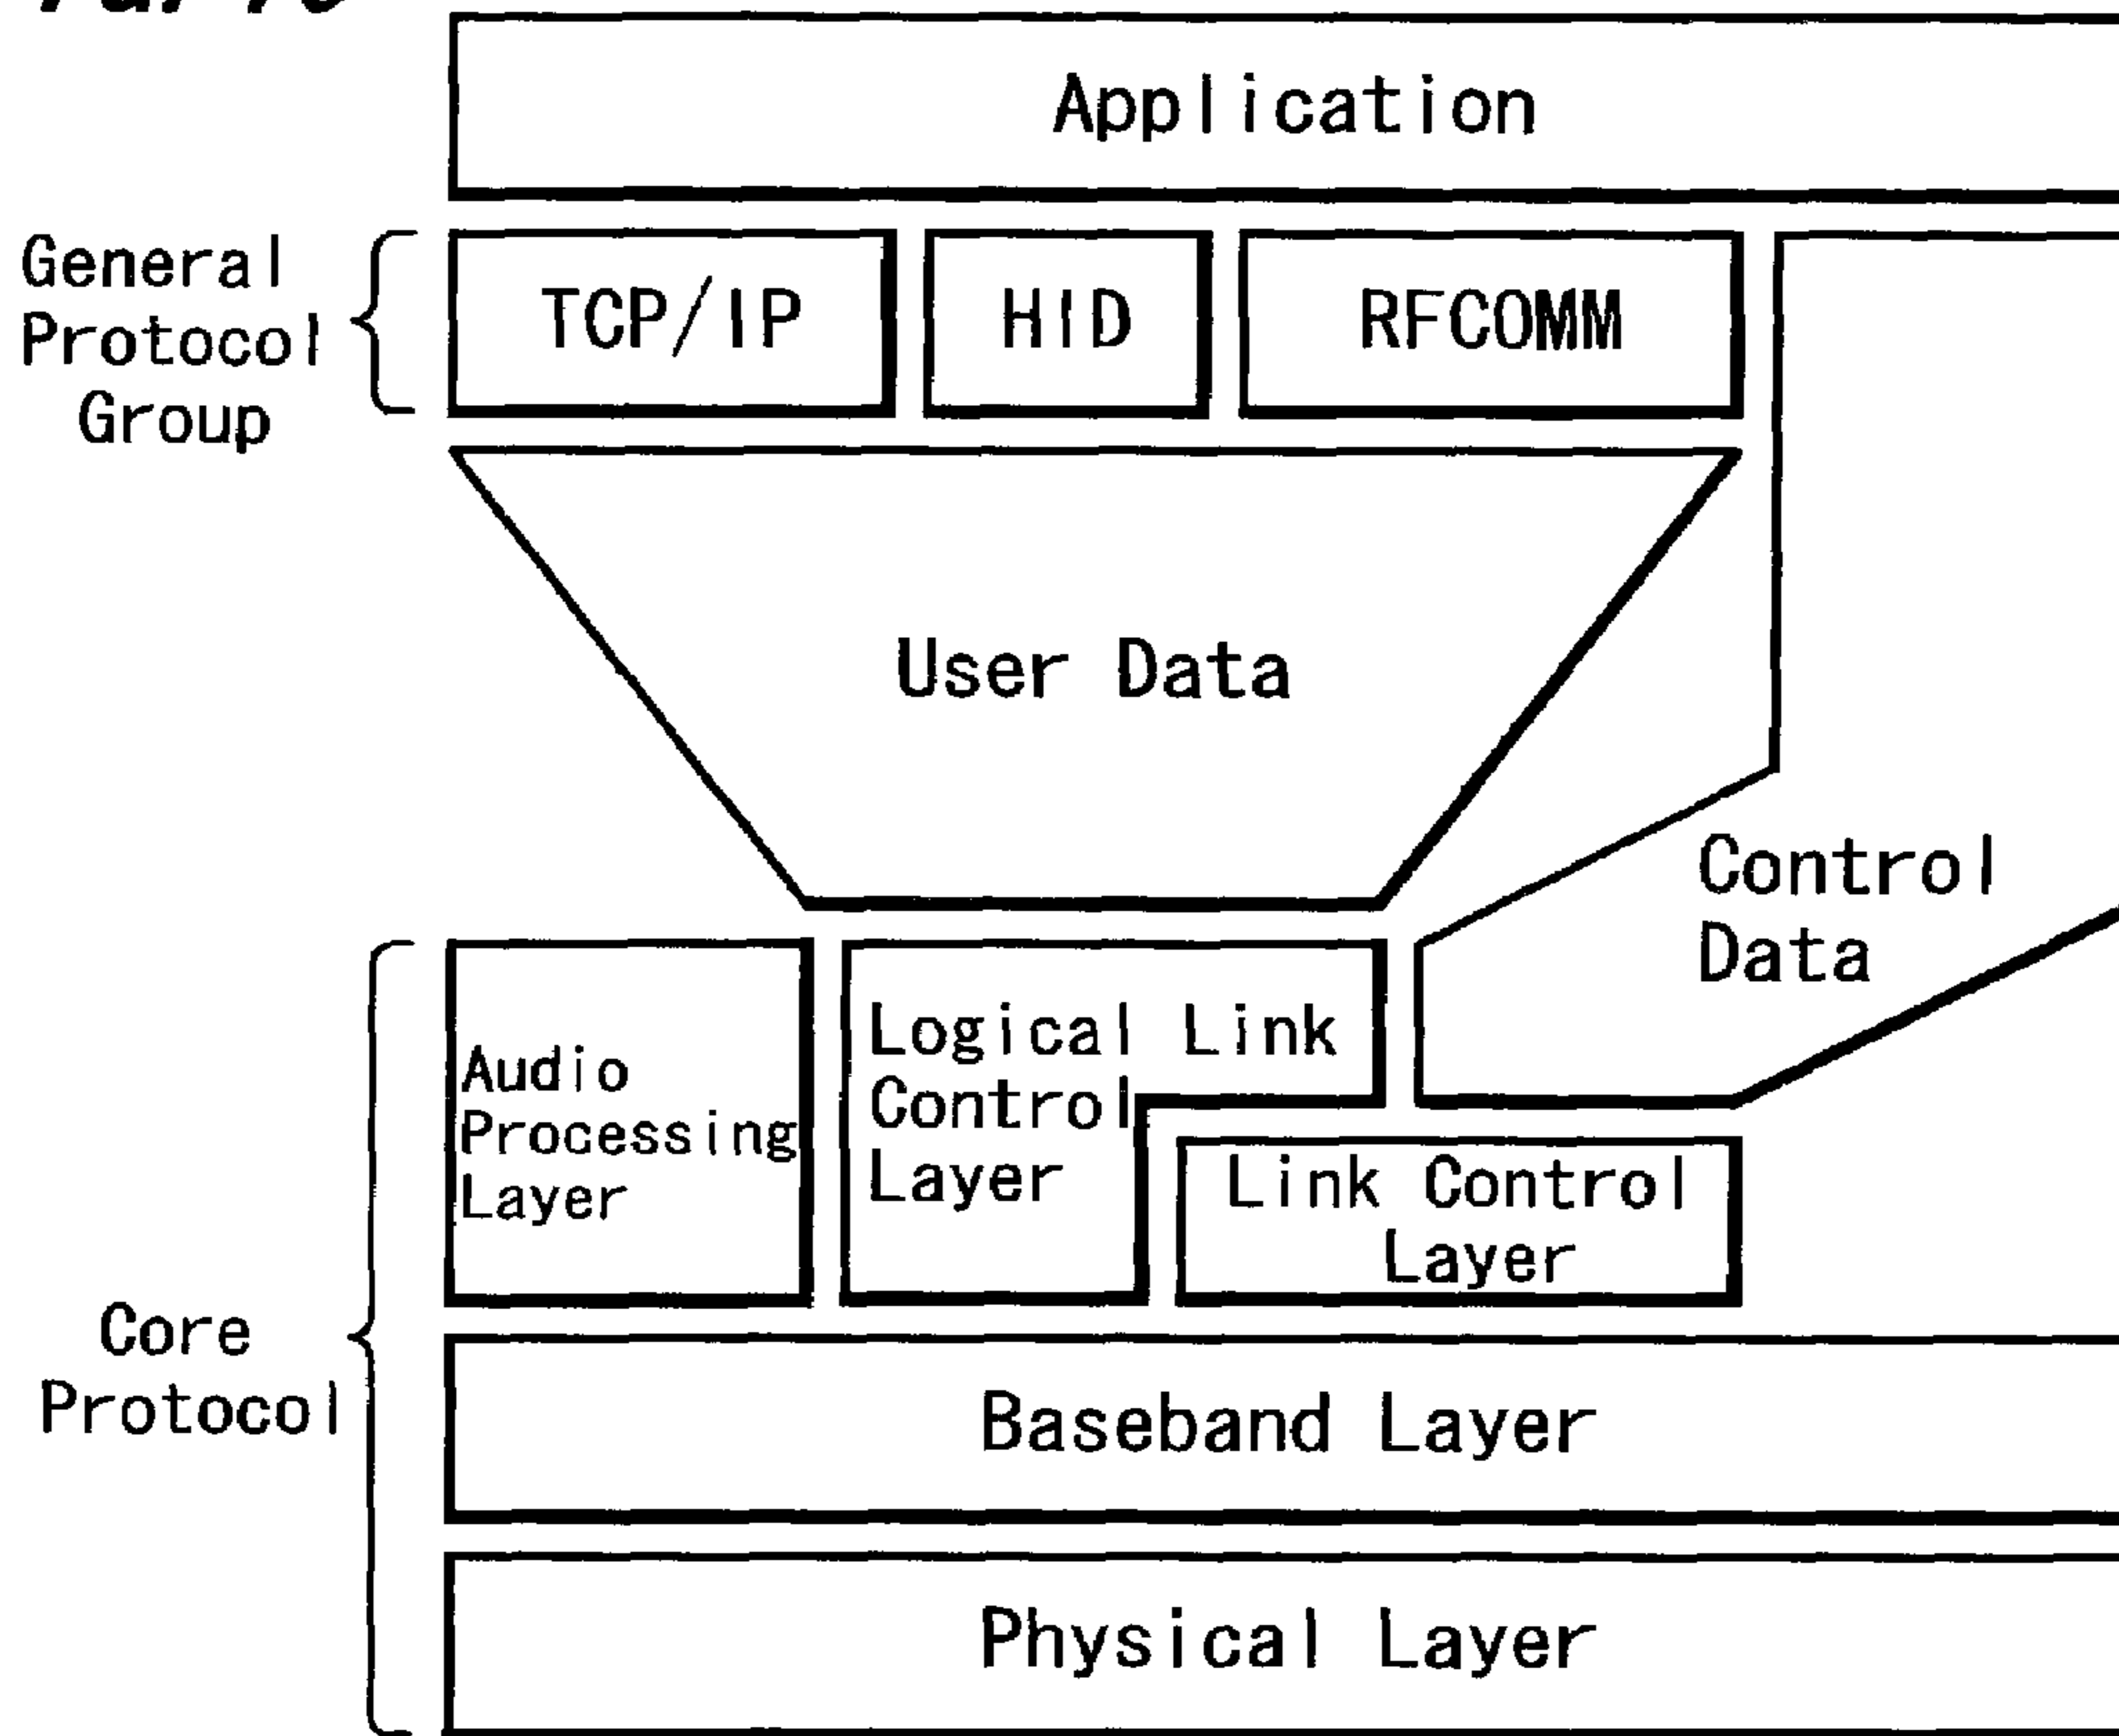 Application
General
Protocol
Group
TCP/IP
HID
RFCOMM
User Data
Control
Data
Audio
Processing
Layer
Logical Link
Control
Layer
Link Control
Layer
Core
Protocol
Baseband Layer
Physical Layer